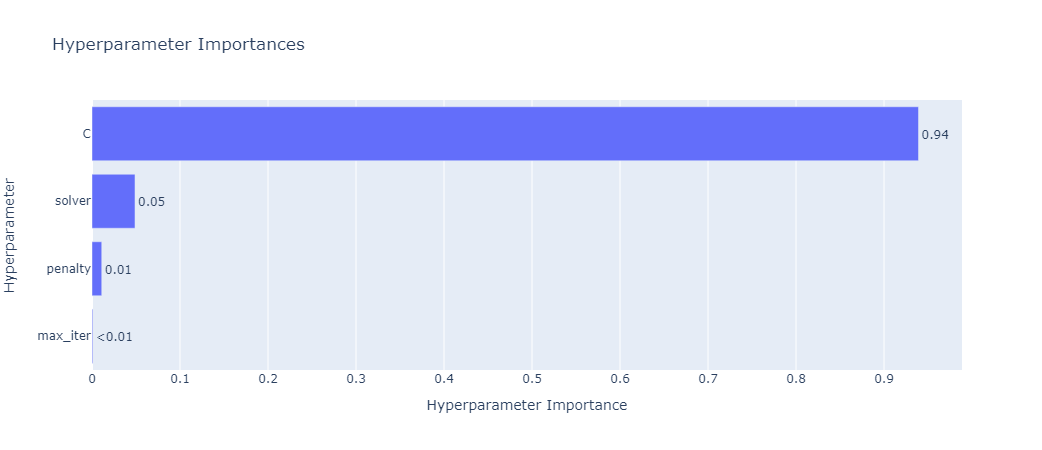 Hyperparameter Importances
Hyperparameter
C
0.94
solver
0.05
penalty
0.01
max_iter
<0.01
0 0.1 0.2 0.3 0.4 0.5 0.6 0.7 0.8 0.9
Hyperparameter Importance